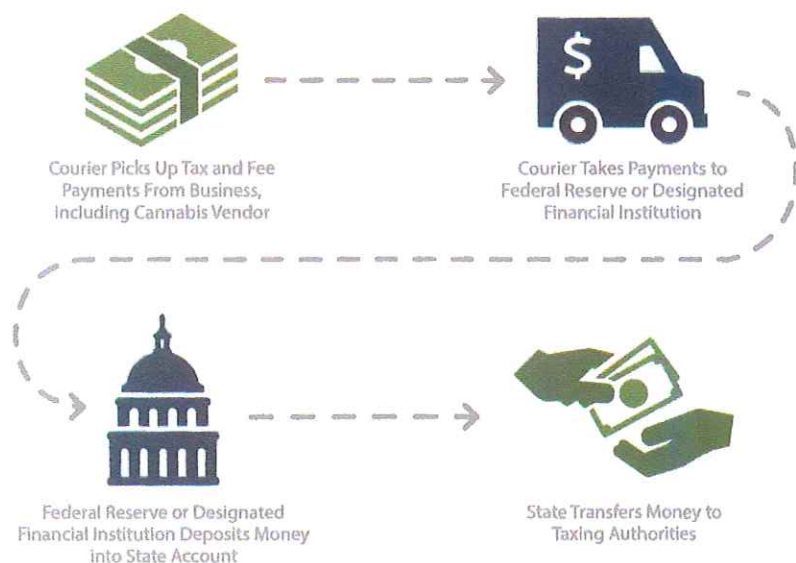 $
Courier Picks Up Tax and Fee
Payments From Business,
Including Cannabis Vendor
Courier Takes Payments to
Federal Reserve or Designated
Financial Institution
Federal Reserve or Designated
Financial Institution Deposits Money
into State Account
State Transfers Money to
Taxing Authorities